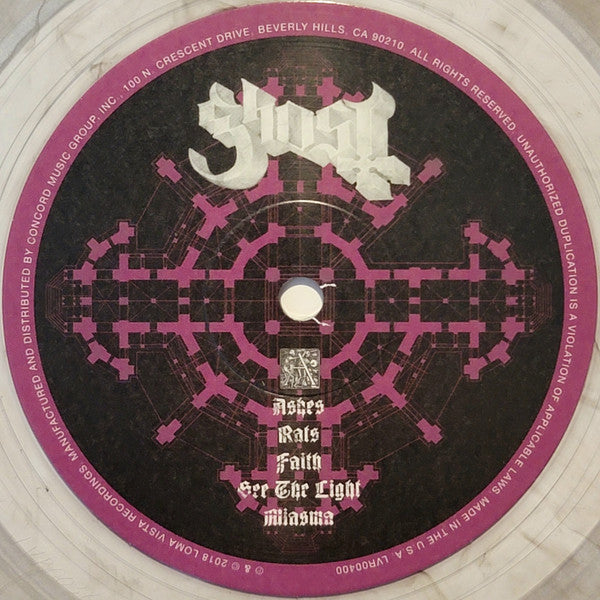 Ghost
A
Ashes
Rats
Faith
See The Light
Miasma
℗ & © 2018 LOMA VISTA RECORDINGS. MANUFACTURED AND DISTRIBUTED BY CONCORD MUSIC GROUP, INC., 100 N. CRESCENT DRIVE, BEVERLY HILLS, CA 90210. ALL RIGHTS RESERVED. UNAUTHORIZED DUPLICATION IS A VIOLATION OF APPLICABLE LAWS. MADE IN THE U.S.A. LVR00400